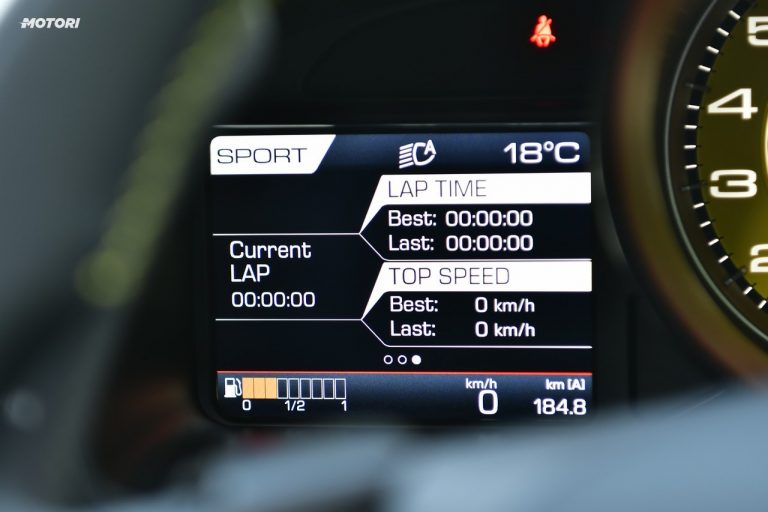 MOTORI
SPORT
18°C
LAP TIME
Best: 00:00:00
Last: 00:00:00
Current
LAP
00:00:00
TOP SPEED
Best: 0 km/h
Last: 0 km/h
0 1/2 1
km/h
0
km [A]
184.8
5
4
3
2